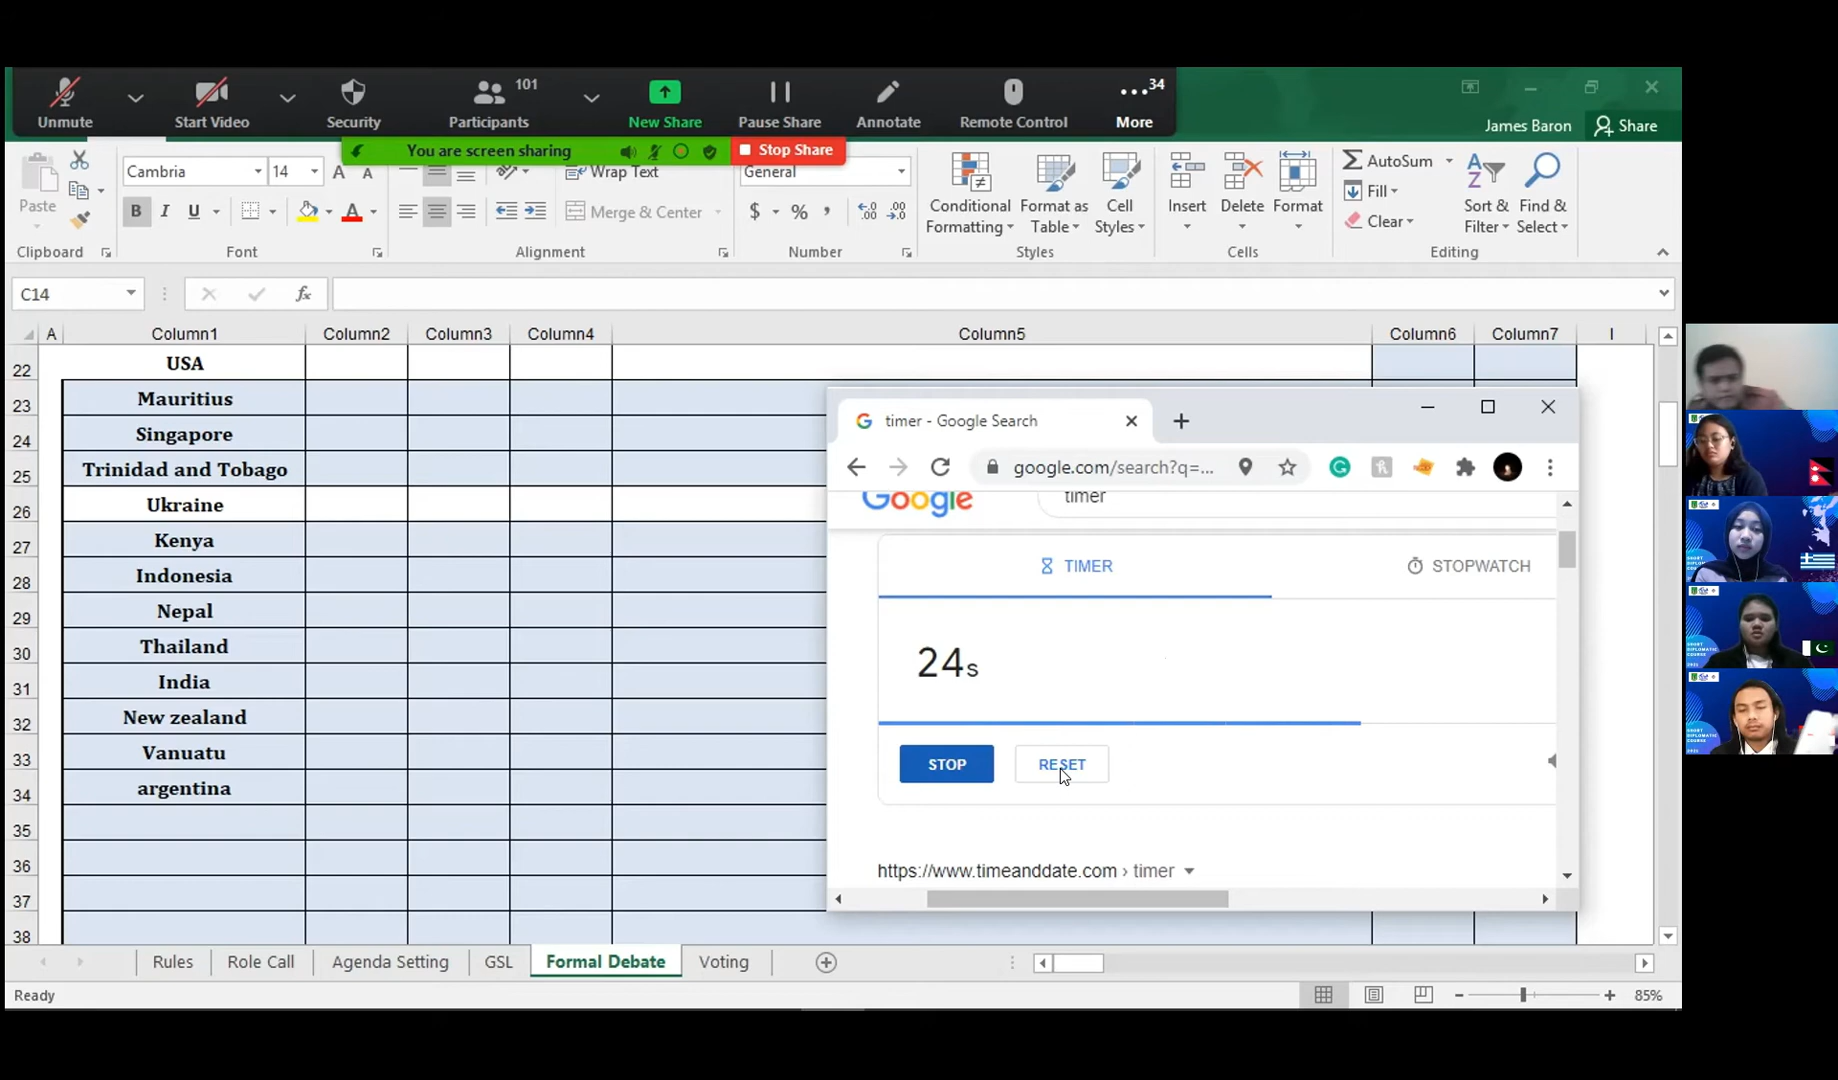 101
34
Unmute
Start Video
Security
Participants
New Share
Pause Share
Annotate
Remote Control
More
James Baron
Share
You are screen sharing
Stop Share
Cambria
14
A A
Wrap Text
General
AutoSum
Paste
Fill
B I U
A
Merge & Center
$ % ,
Conditional Formatting
Format as Table
Cell Styles
Insert
Delete
Format
Clear
Sort & Filter
Find & Select
Clipboard
Font
Alignment
Number
Styles
Cells
Editing
C14
fx
A Column1 Column2 Column3 Column4 Column5 Column6 Column7 I
22 USA
23 Mauritius
24 Singapore
25 Trinidad and Tobago
26 Ukraine
27 Kenya
28 Indonesia
29 Nepal
30 Thailand
31 India
32 New zealand
33 Vanuatu
34 argentina
35
36
37
38
timer - Google Search
google.com/search?q=...
Google
timer
TIMER
STOPWATCH
24s
STOP
RESET
https://www.timeanddate.com › timer
Rules
Role Call
Agenda Setting
GSL
Formal Debate
Voting
Ready
85%